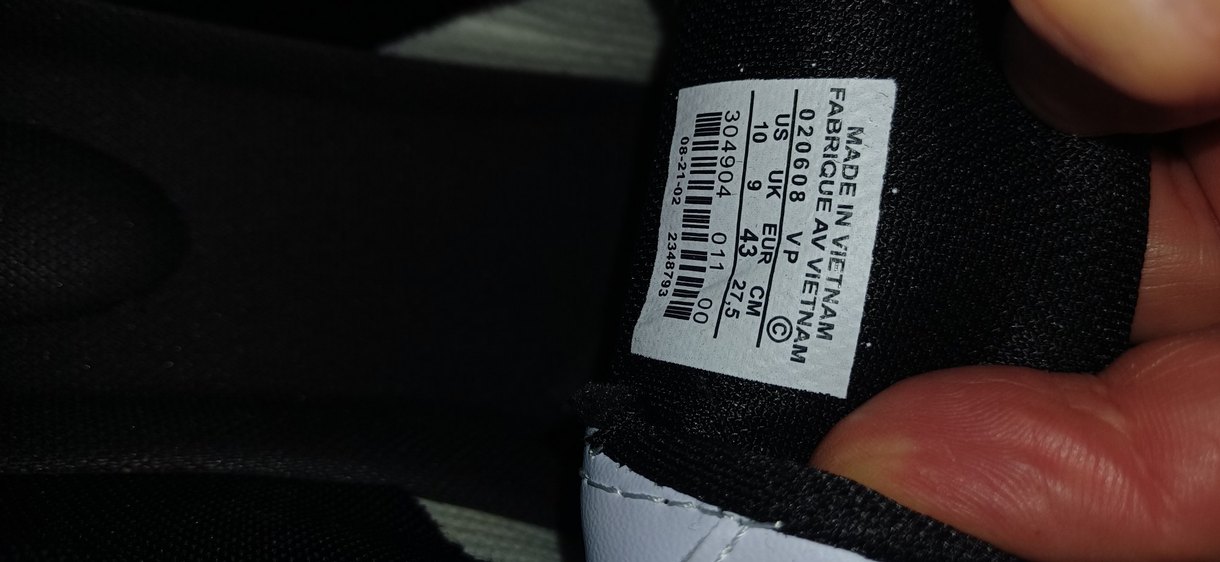 MADE IN VIETNAM
FABRIQUE AV VIETNAM
020608 VP ©
US UK EUR CM
10 9 43 27,5
304904 011 00
08-21-02 2348793